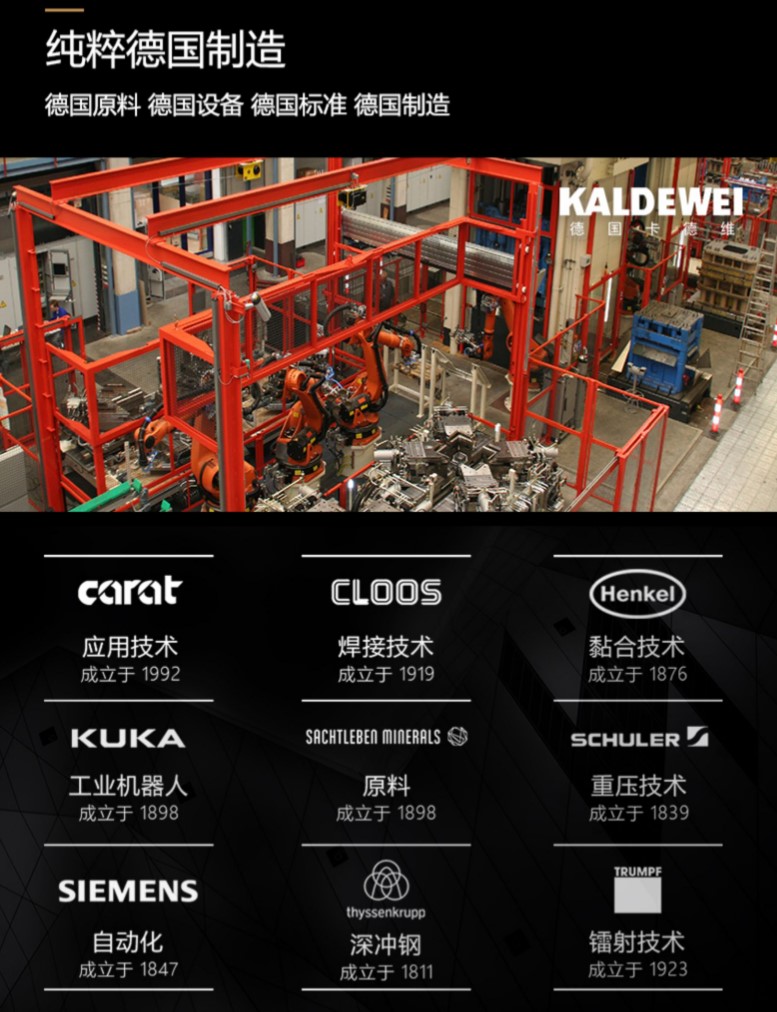 纯粹德国制造
德国原料 德国设备 德国标准 德国制造
KALDEWEI
德国卡德维
carat
应用技术
成立于 1992
CLOOS
焊接技术
成立于 1919
Henkel
黏合技术
成立于 1876
KUKA
工业机器人
成立于 1898
SACHTLEBEN MINERALS
原料
成立于 1898
SCHULER
重压技术
成立于 1839
SIEMENS
自动化
成立于 1847
thyssenkrupp
深冲钢
成立于 1811
TRUMPF
镭射技术
成立于 1923